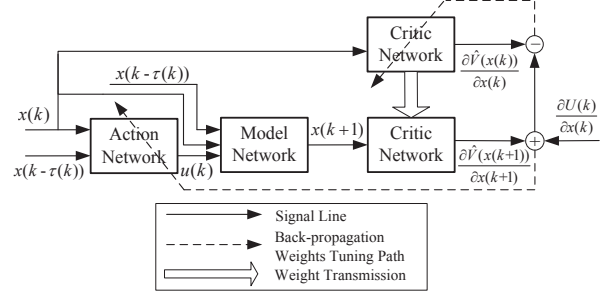 Critic
Network
x(k - τ(k))
∂V̂(x(k))
∂x(k)
−
x(k)
Action
Network
Model
Network
x(k+1)
Critic
Network
∂U(k)
∂x(k)
+
x(k - τ(k))
u(k)
∂V̂(x(k+1))
∂x(k+1)
Signal Line
Back-propagation
Weights Tuning Path
Weight Transmission